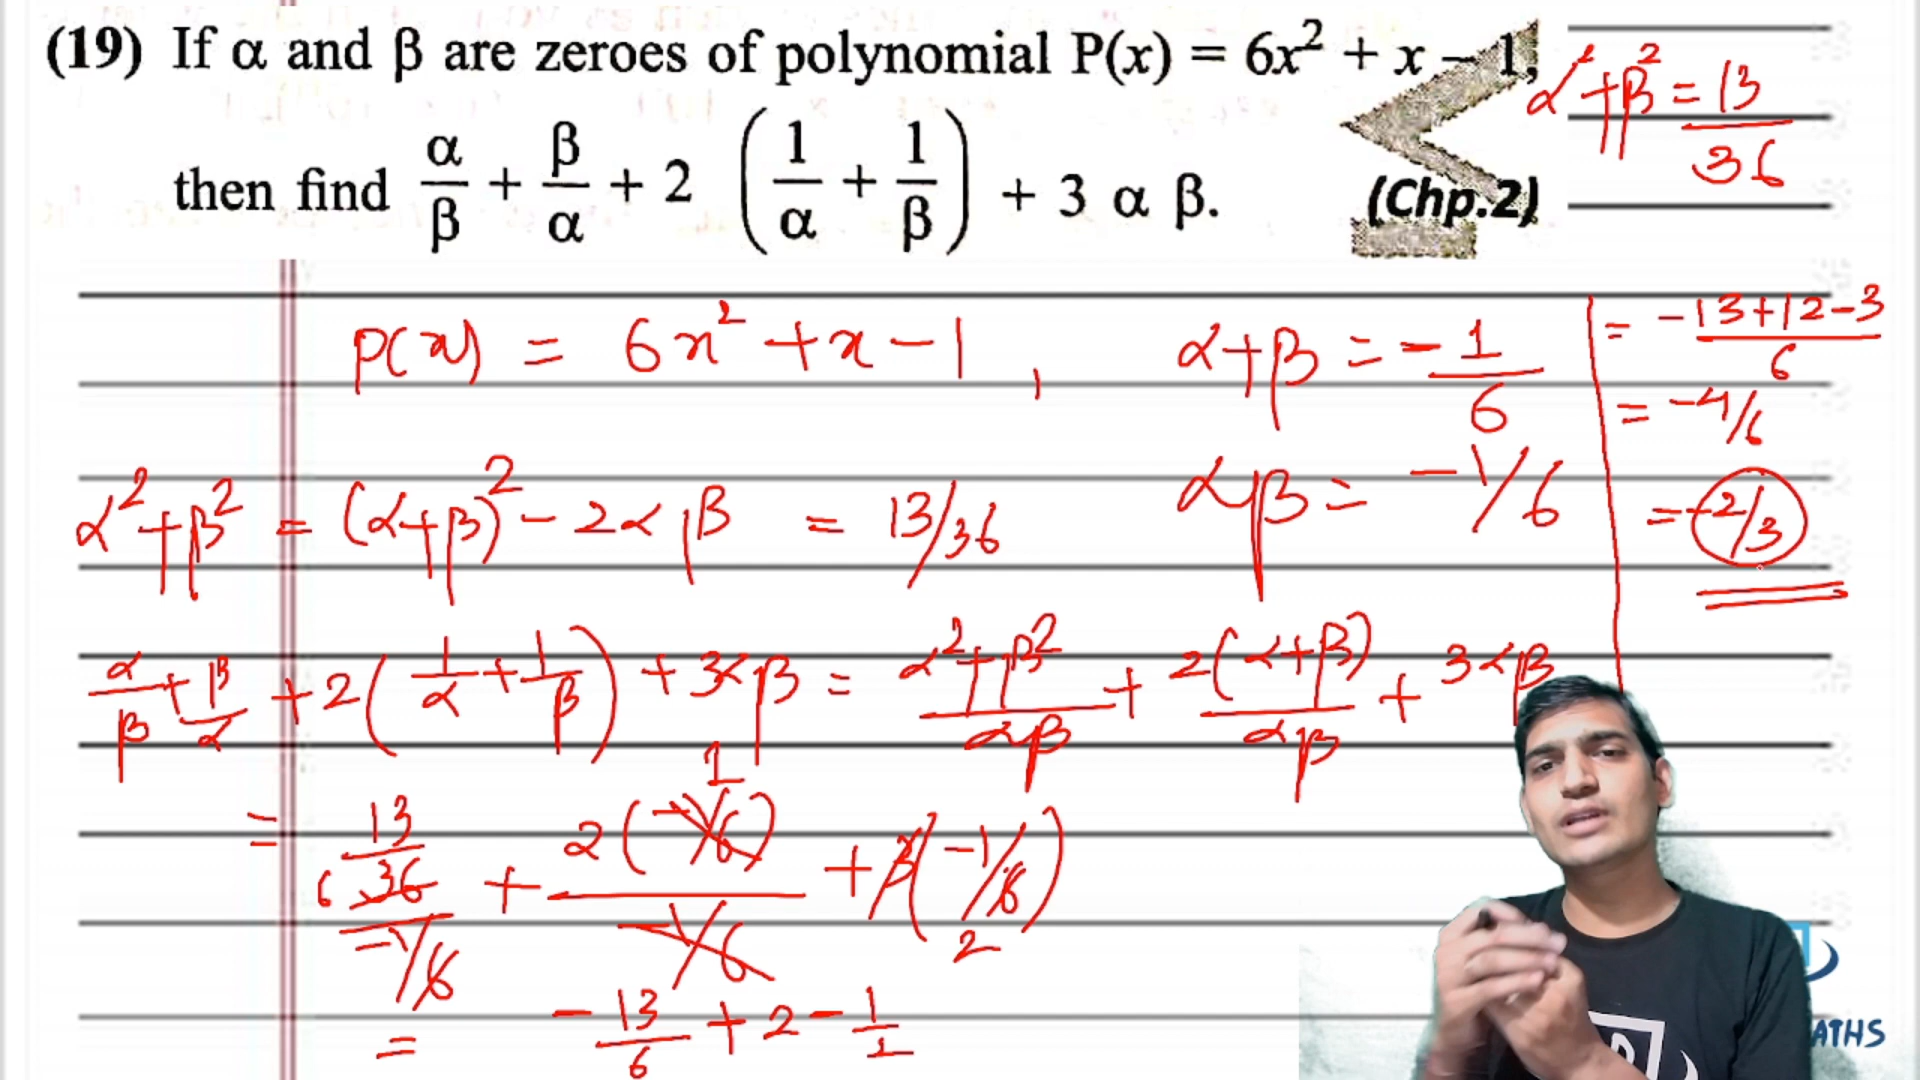 (19) If α and β are zeroes of polynomial P(x) = 6x² + x − 1,
then find α/β + β/α + 2 (1/α + 1/β) + 3 α β. (Chp.2)
α² + β² = 13/36
P(x) = 6x² + x − 1 , α + β = −1/6
αβ = −1/6
α² + β² = (α + β)² − 2αβ = 13/36
α/β + β/α + 2(1/α + 1/β) + 3αβ = (α² + β²)/αβ + 2(α + β)/αβ + 3αβ
= (13/36)/(−1/6) + 2(−1/6)/(−1/6) + 3(−1/6)
6 1 2
= −13/6 + 2 − 1/2
= (−13 + 12 − 3)/6
= −4/6
= −2/3
ATHS